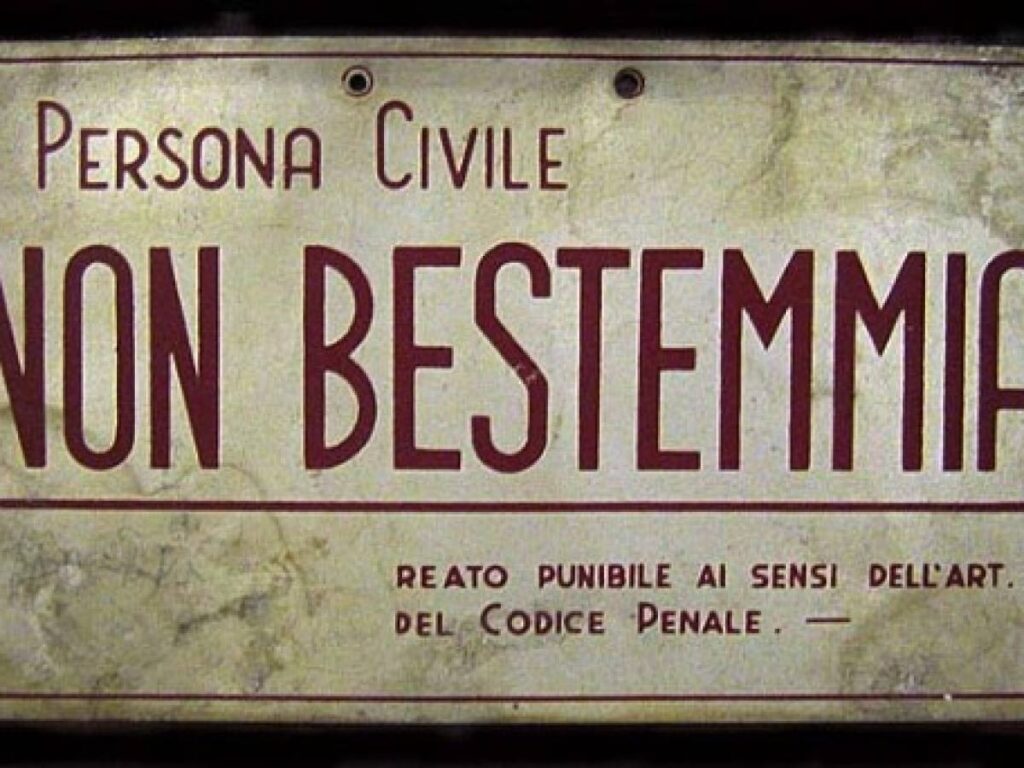 Persona Civile
NON BESTEMMIA
REATO PUNIBILE AI SENSI DELL'ART.
DEL CODICE PENALE. —